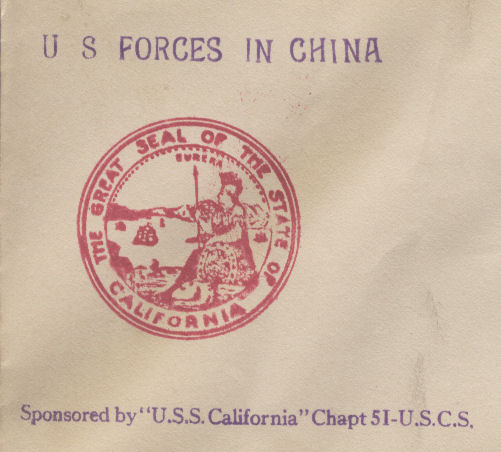 U S FORCES IN CHINA
THE GREAT SEAL OF THE STATE OF
EUREKA
CALIFORNIA
Sponsored by "U.S.S. California" Chapt 51-U.S.C.S.